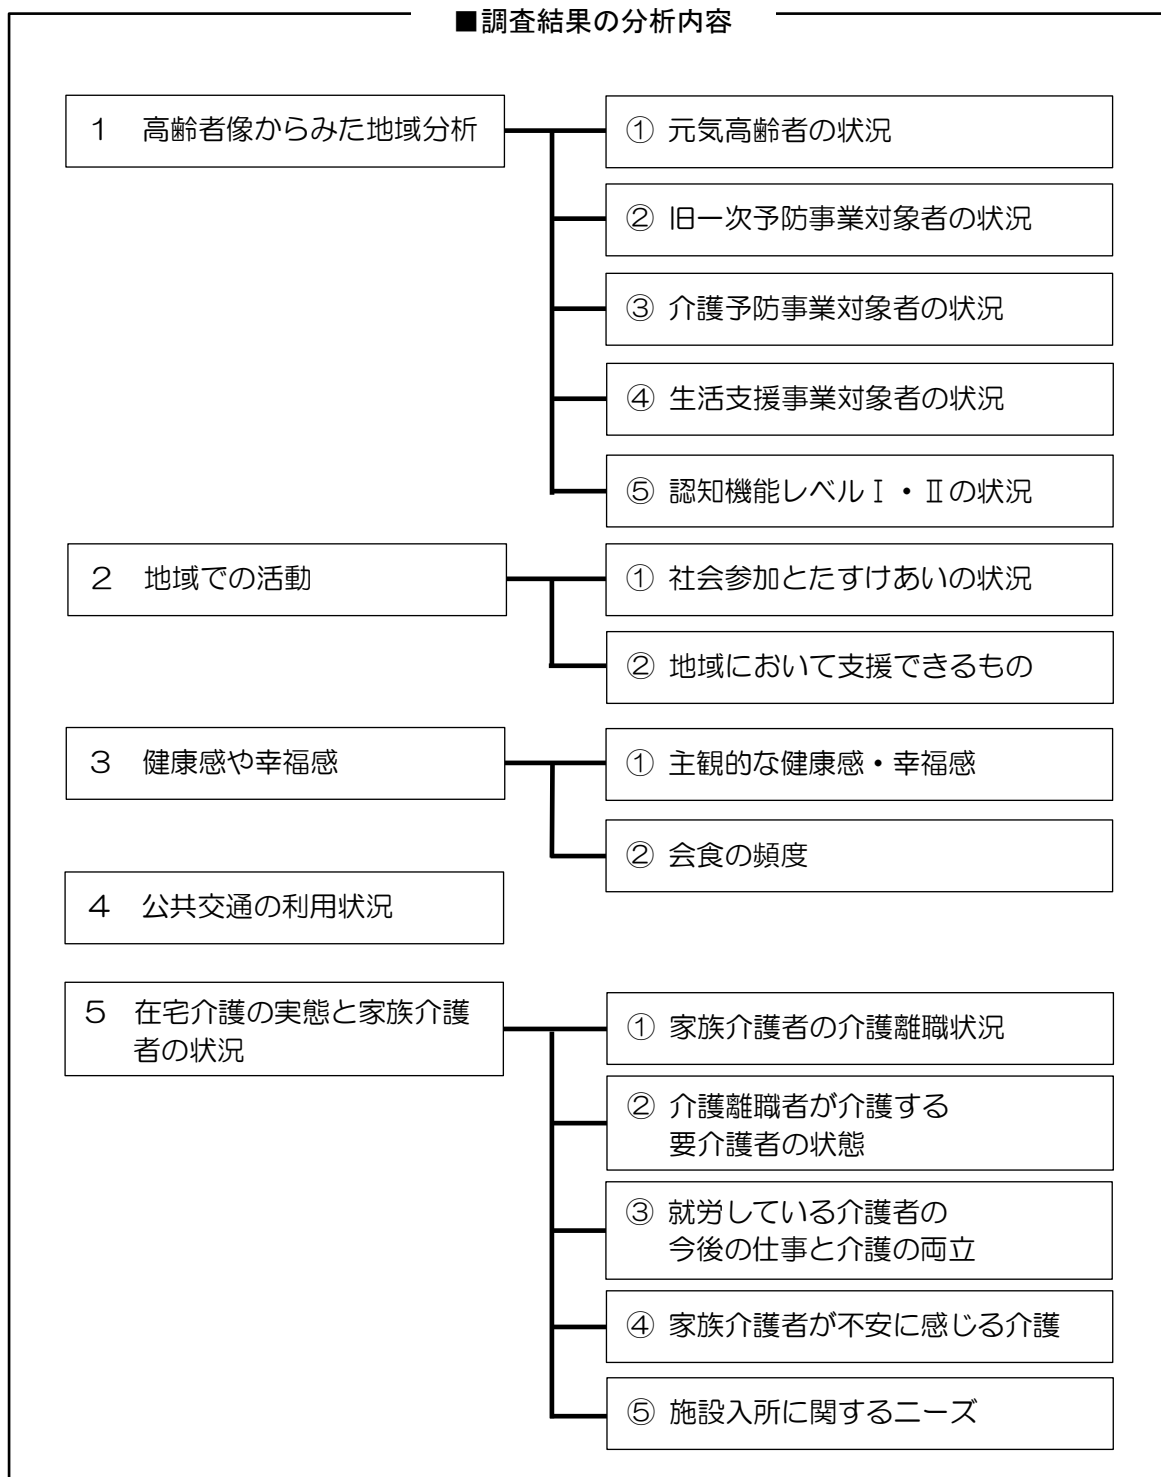 ■調査結果の分析内容
１　高齢者像からみた地域分析
① 元気高齢者の状況
② 旧一次予防事業対象者の状況
③ 介護予防事業対象者の状況
④ 生活支援事業対象者の状況
⑤ 認知機能レベルⅠ・Ⅱの状況
２　地域での活動
① 社会参加とたすけあいの状況
② 地域において支援できるもの
３　健康感や幸福感
① 主観的な健康感・幸福感
② 会食の頻度
４　公共交通の利用状況
５　在宅介護の実態と家族介護
者の状況
① 家族介護者の介護離職状況
② 介護離職者が介護する
要介護者の状態
③ 就労している介護者の
今後の仕事と介護の両立
④ 家族介護者が不安に感じる介護
⑤ 施設入所に関するニーズ